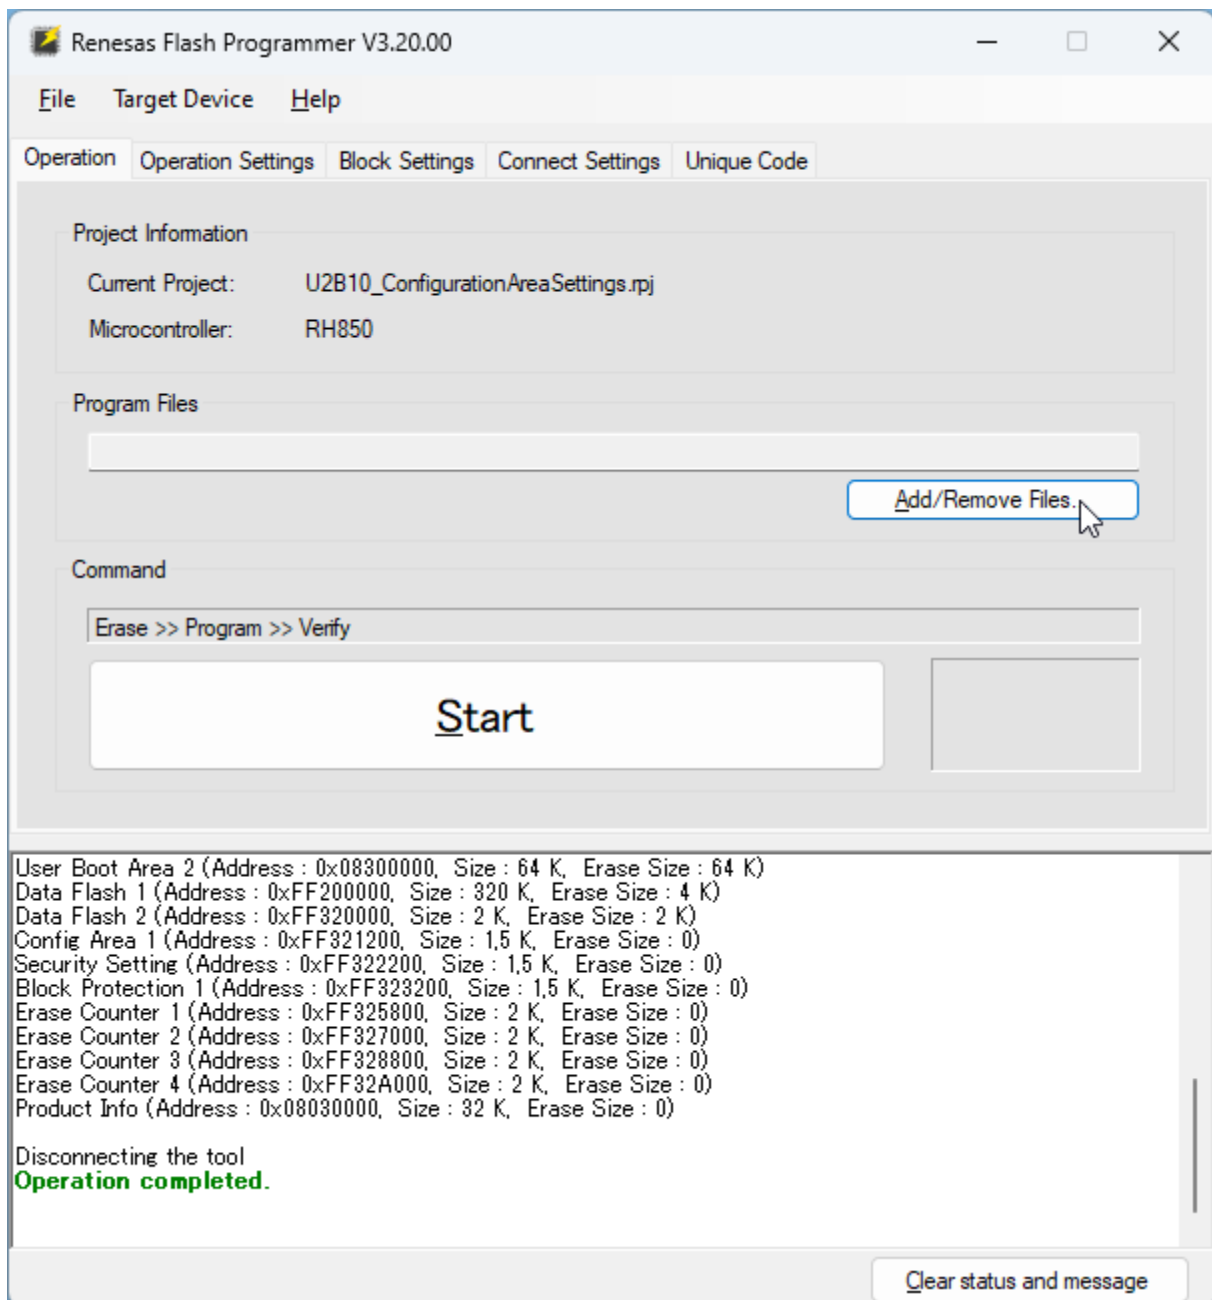 Renesas Flash Programmer V3.20.00
File Target Device Help
Operation Operation Settings Block Settings Connect Settings Unique Code
Project Information
Current Project: U2B10_ConfigurationAreaSettings.rpj
Microcontroller: RH850
Program Files
Add/Remove Files...
Command
Erase >> Program >> Verify
Start
User Boot Area 2 (Address : 0x08300000, Size : 64 K, Erase Size : 64 K)
Data Flash 1 (Address : 0xFF200000, Size : 320 K, Erase Size : 4 K)
Data Flash 2 (Address : 0xFF320000, Size : 2 K, Erase Size : 2 K)
Config Area 1 (Address : 0xFF321200, Size : 1.5 K, Erase Size : 0)
Security Setting (Address : 0xFF322200, Size : 1.5 K, Erase Size : 0)
Block Protection 1 (Address : 0xFF323200, Size : 1.5 K, Erase Size : 0)
Erase Counter 1 (Address : 0xFF325800, Size : 2 K, Erase Size : 0)
Erase Counter 2 (Address : 0xFF327000, Size : 2 K, Erase Size : 0)
Erase Counter 3 (Address : 0xFF328800, Size : 2 K, Erase Size : 0)
Erase Counter 4 (Address : 0xFF32A000, Size : 2 K, Erase Size : 0)
Product Info (Address : 0x08030000, Size : 32 K, Erase Size : 0)
Disconnecting the tool
Operation completed.
Clear status and message